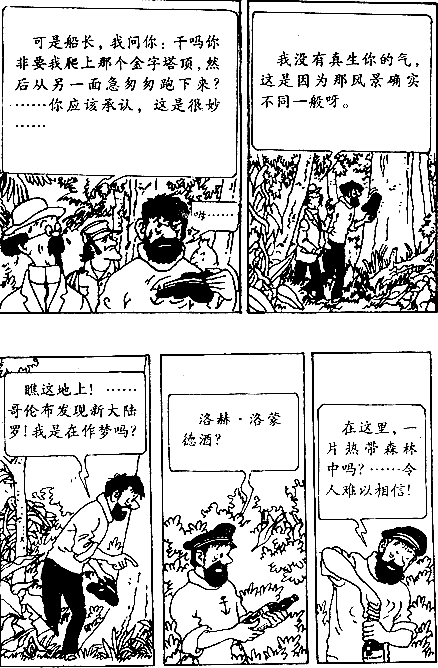 可是船长，我问你：干吗你
非要我爬上那个金字塔顶，然
后从另一面急匆匆跑下来？
……你应该承认，这是很妙
……
我没有真生你的气，
这是因为那风景确实
不同一般呀。
瞧这地上！……
哥伦布发现新大陆
罗！我是在作梦吗？
洛赫·洛蒙
德酒？
在这里，一
片热带森林
中吗？……令
人难以相信！